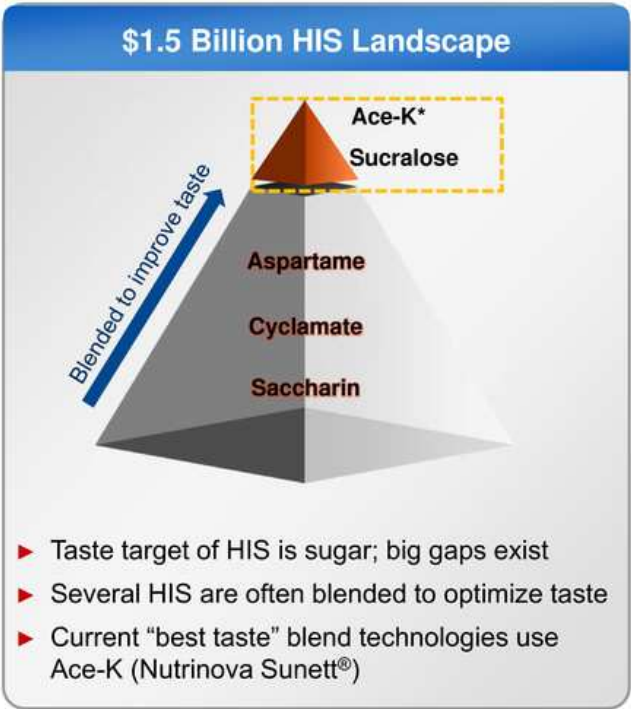 $1.5 Billion HIS Landscape
Ace-K*
Sucralose
Blended to improve taste
Aspartame
Cyclamate
Saccharin
► Taste target of HIS is sugar; big gaps exist
► Several HIS are often blended to optimize taste
► Current “best taste” blend technologies use
Ace-K (Nutrinova Sunett®)